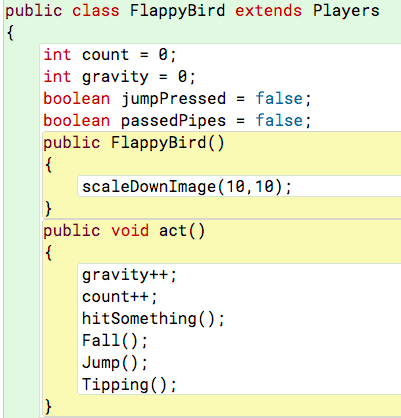 public class FlappyBird extends Players
{
int count = 0;
int gravity = 0;
boolean jumpPressed = false;
boolean passedPipes = false;
public FlappyBird()
{
scaleDownImage(10,10);
}
public void act()
{
gravity++;
count++;
hitSomething();
Fall();
Jump();
Tipping();
}